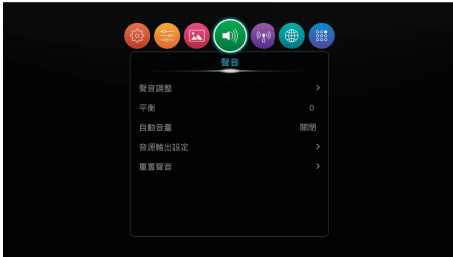 聲音
聲音調整 >
平衡 0
自動音量 關閉
音源輸出設定 >
重置聲音 >